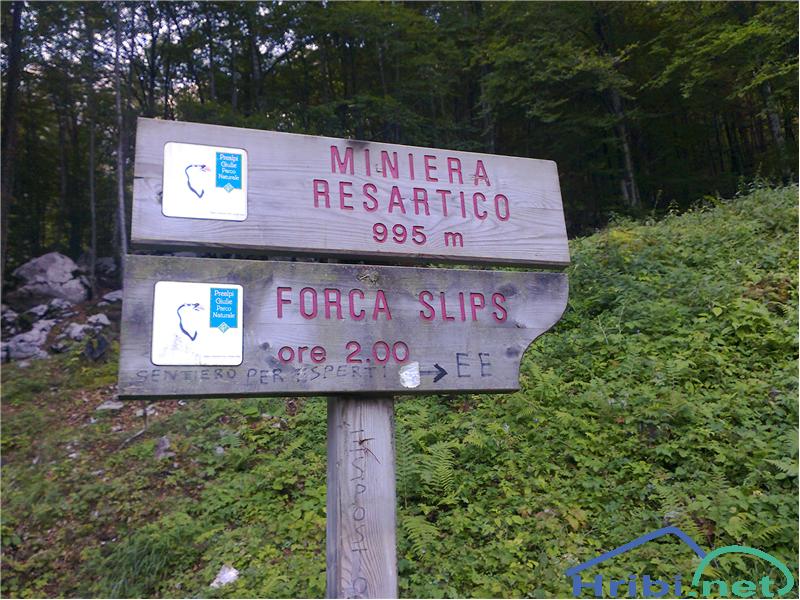 Prealpi
Giulie
Parco
Naturale
MINIERA
RESARTICO
995 m
Prealpi
Giulie
Parco
Naturale
FORCA SLIPS
ore 2.00
SENTIERO PER ESPERTI → EE
Hribi.net